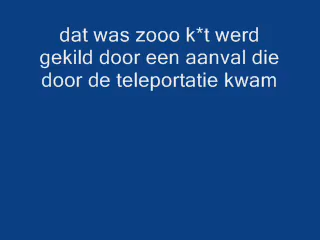 dat was zooo k*t werd
gekild door een aanval die
door de teleportatie kwam